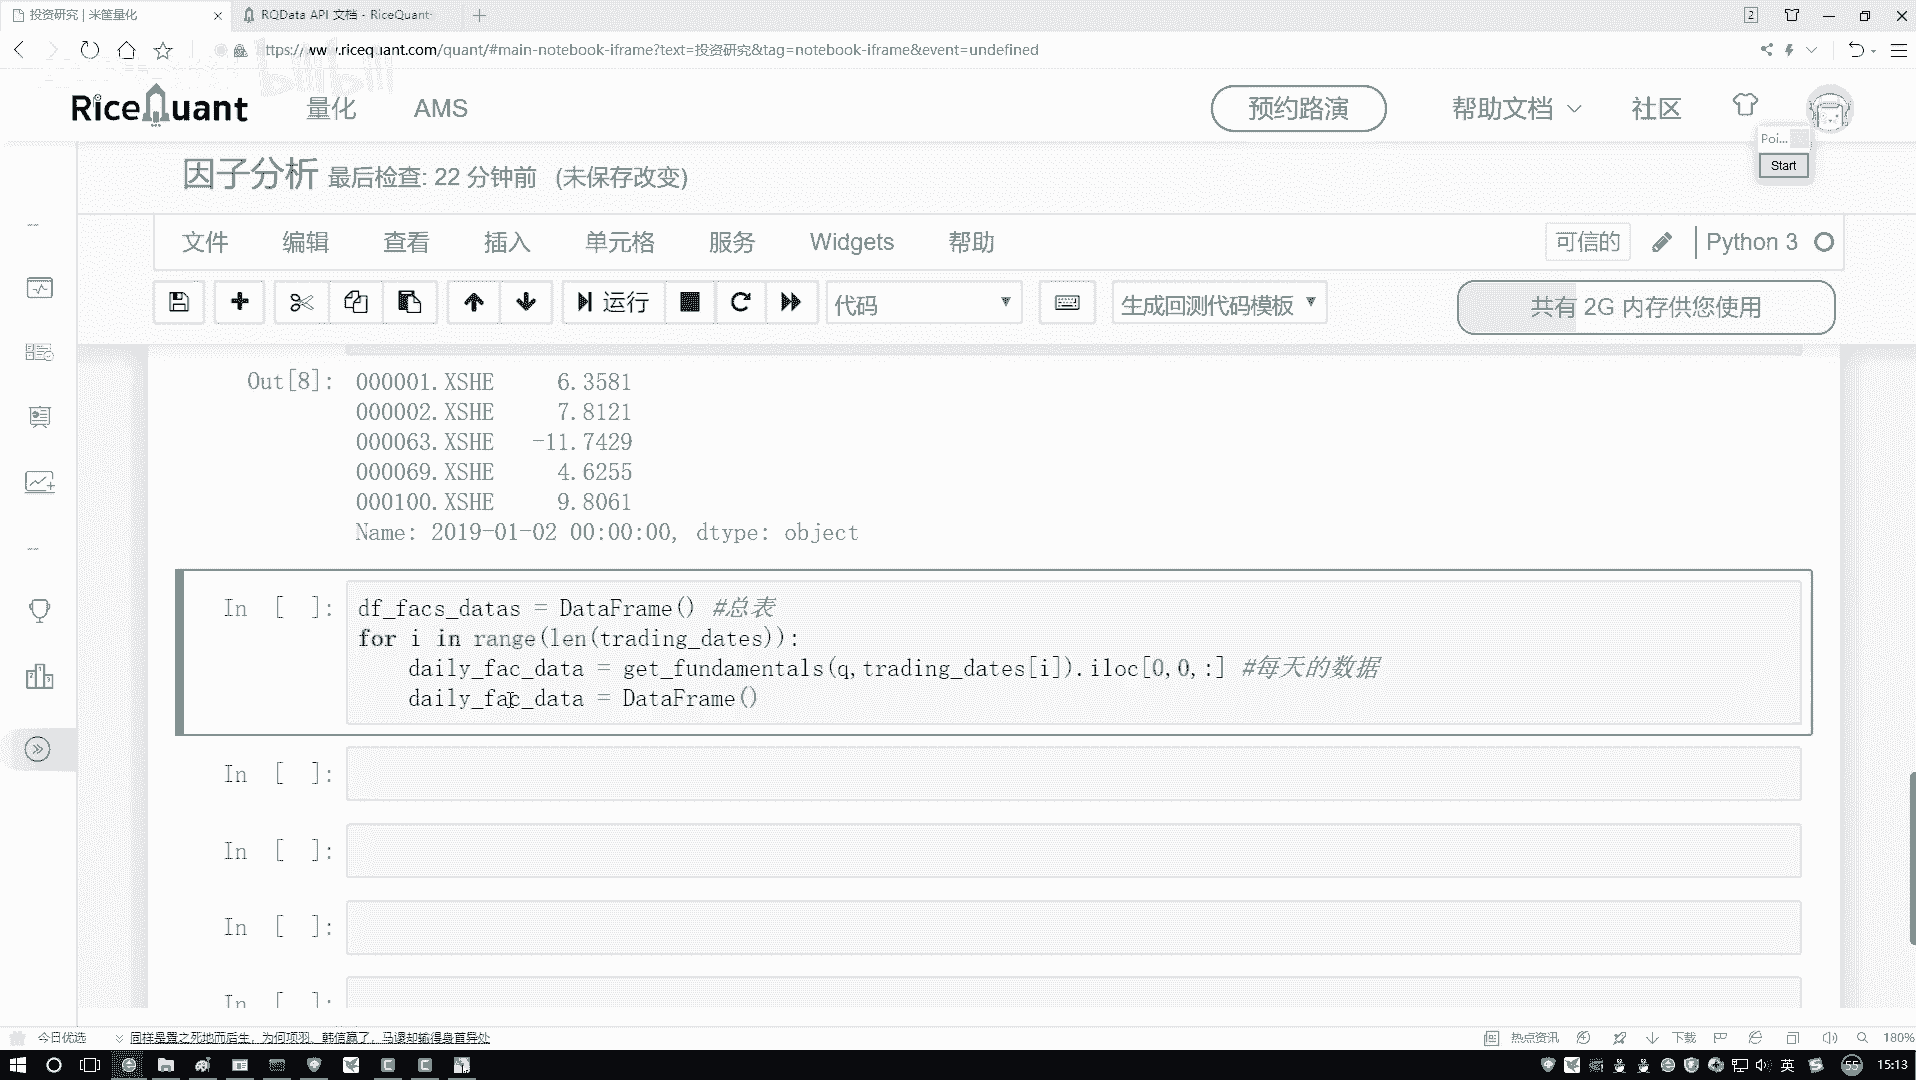 投资研究 | 米筐量化
RQData API 文档 - RiceQuant
2
https://www.ricequant.com/quant/#main-notebook-iframe?text=投资研究&tag=notebook-iframe&event=undefined
bilibili
RiceQuant
量化
AMS
预约路演
帮助文档
社区
Poi...
Start
因子分析 最后检查: 22 分钟前 (未保存改变)
文件 编辑 查看 插入 单元格 服务 Widgets 帮助
可信的
Python 3
运行
代码
生成回测代码模板
共有 2G 内存供您使用
Out[8]: 000001.XSHE 6.3581
000002.XSHE 7.8121
000063.XSHE -11.7429
000069.XSHE 4.6255
000100.XSHE 9.8061
Name: 2019-01-02 00:00:00, dtype: object
In [ ]: df_facs_datas = DataFrame() #总表
for i in range(len(trading_dates)):
daily_fac_data = get_fundamentals(q,trading_dates[i]).iloc[0,0,:] #每天的数据
daily_fac_data = DataFrame()
In [ ]:
In [ ]:
In [ ]:
In [ ]:
今日优选
同样是置之死地而后生，为何项羽、韩信赢了，马谡却输得身首异处
热点资讯
下载
180%
英
55
15:13